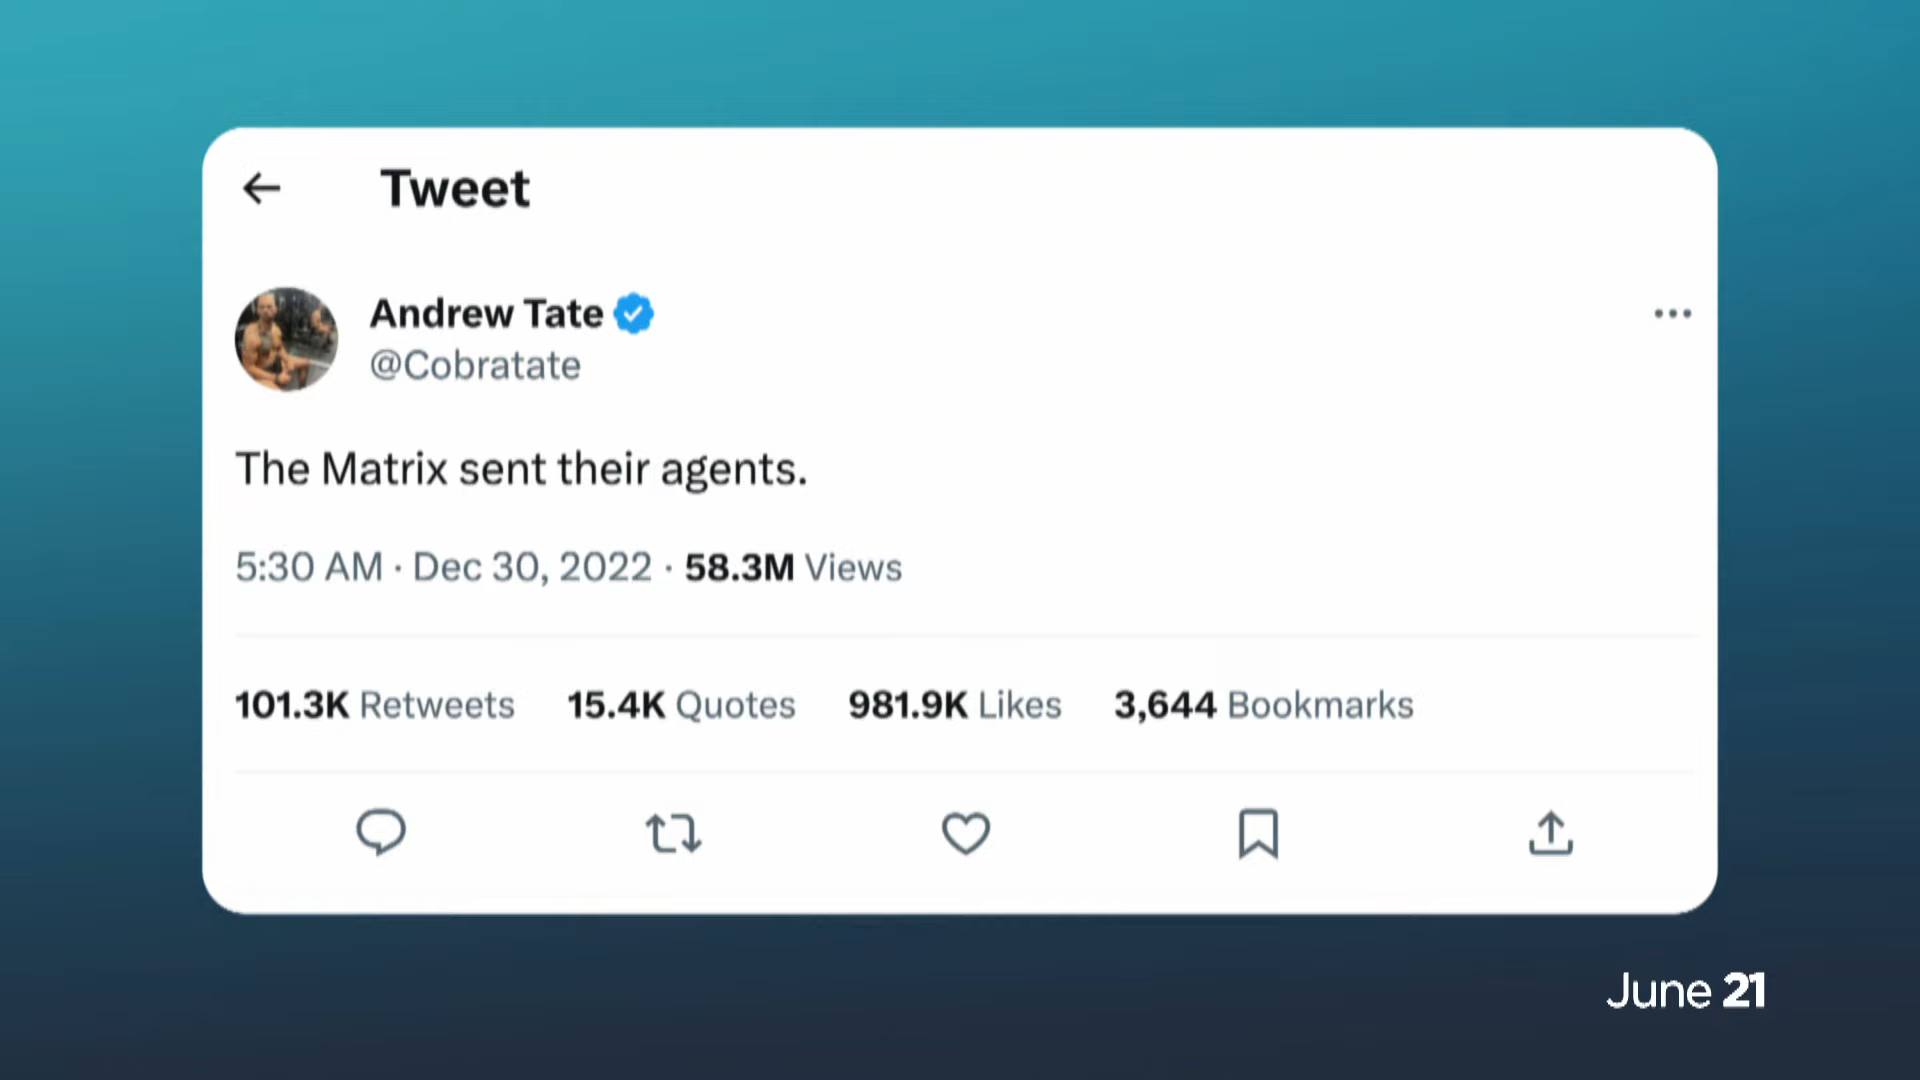 Tweet
Andrew Tate
@Cobratate
The Matrix sent their agents.
5:30 AM · Dec 30, 2022 · 58.3M Views
101.3K Retweets 15.4K Quotes 981.9K Likes 3,644 Bookmarks
June 21